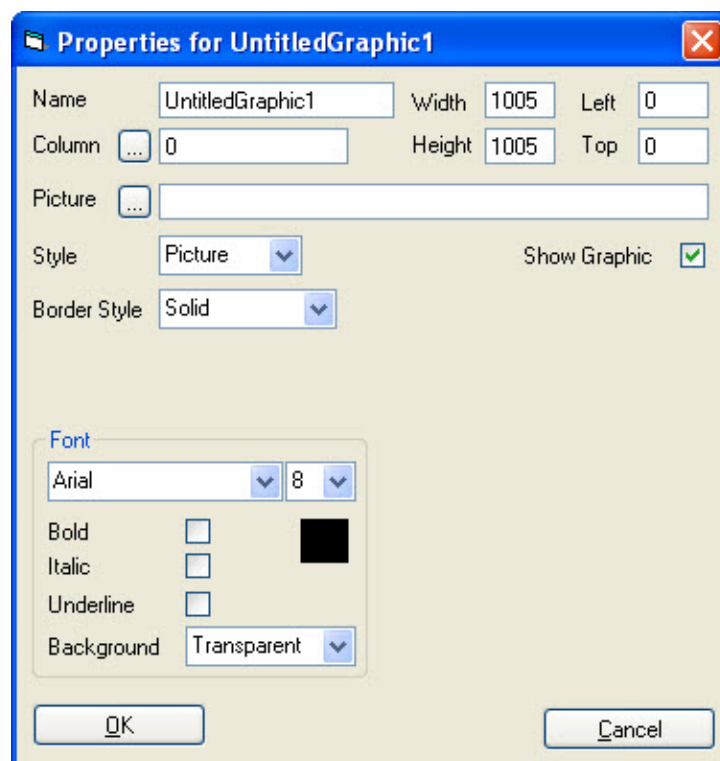 Properties for UntitledGraphic1
Name UntitledGraphic1 Width 1005 Left 0
Column ... 0 Height 1005 Top 0
Picture ...
Style Picture Show Graphic
Border Style Solid
Font
Arial 8
Bold
Italic
Underline
Background Transparent
OK Cancel